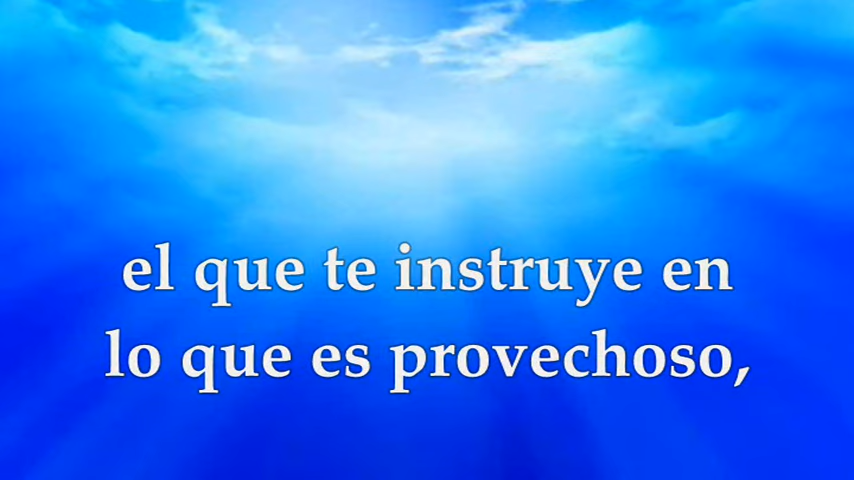 el que te instruye en
lo que es provechoso,